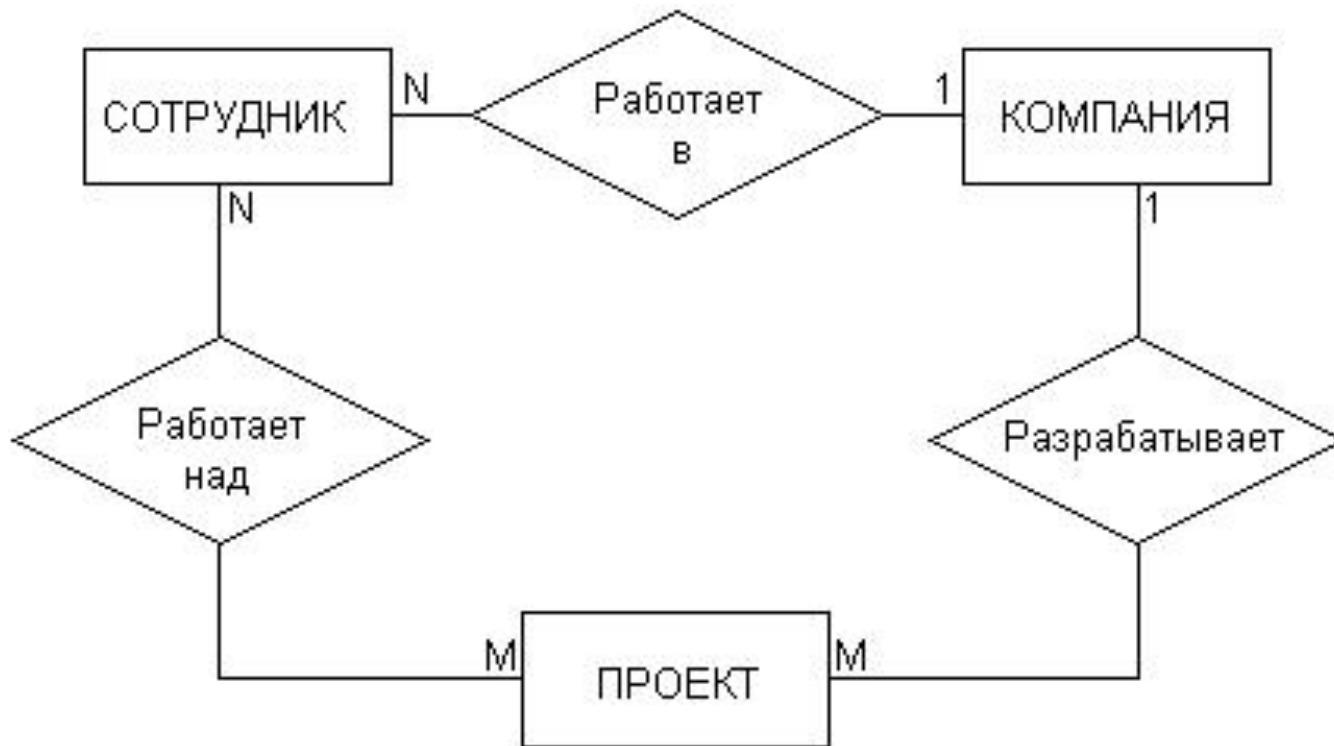 СОТРУДНИК
N
Работает
в
1
КОМПАНИЯ
N
1
Работает
над
Разрабатывает
M
ПРОЕКТ
M